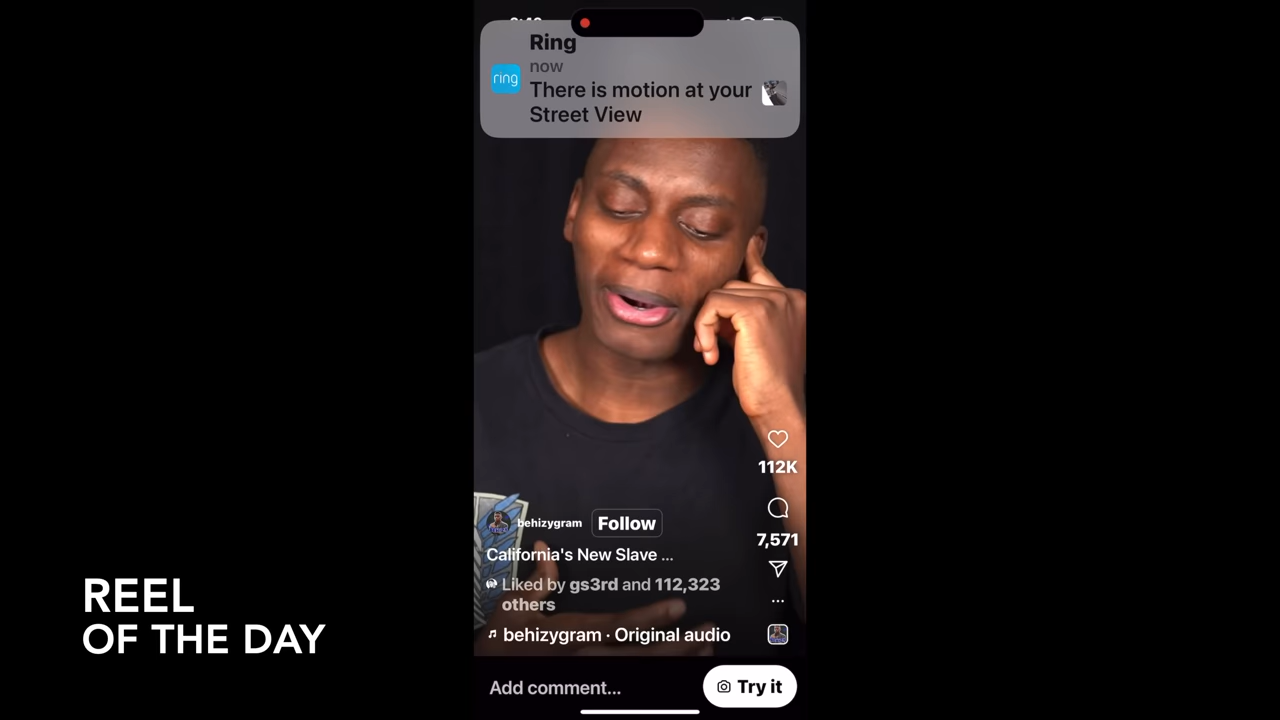 Ring
now
ring
There is motion at your
Street View
112K
7,571
behizygram Follow
California's New Slave ...
Liked by gs3rd and 112,323
others
behizygram · Original audio
REEL
OF THE DAY
Add comment...
Try it